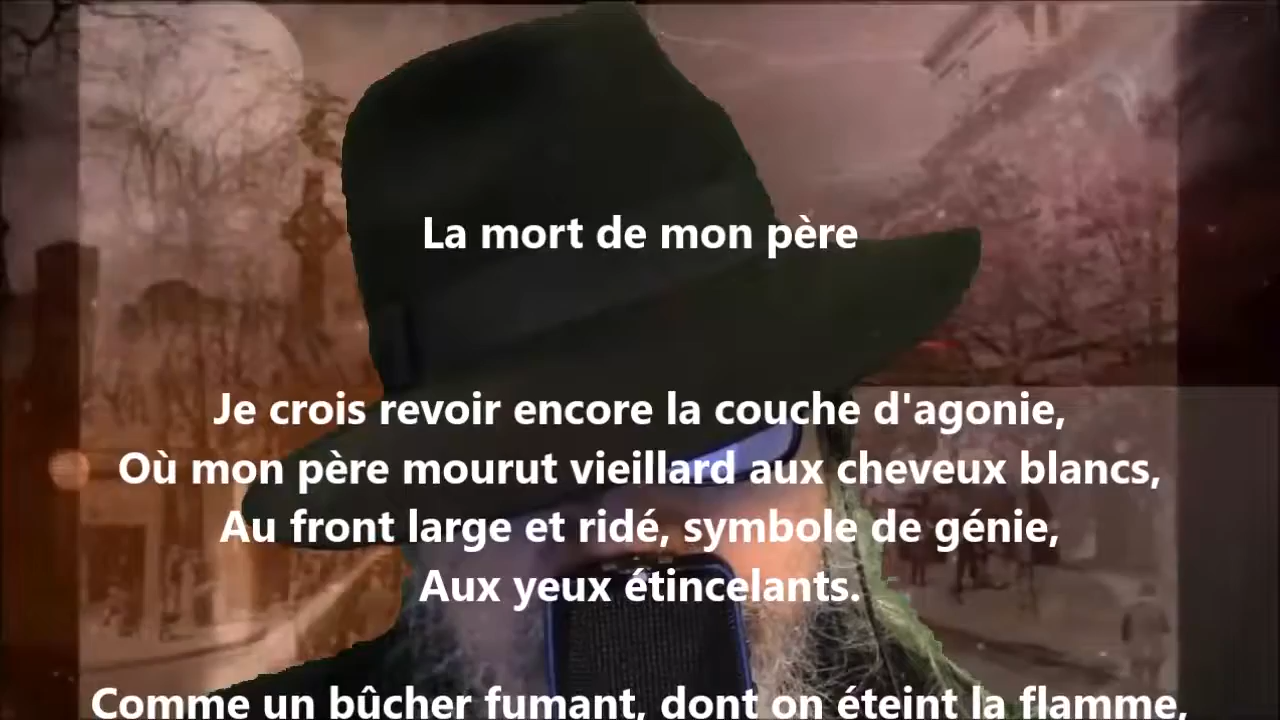 La mort de mon père
Je crois revoir encore la couche d'agonie,
Où mon père mourut vieillard aux cheveux blancs,
Au front large et ridé, symbole de génie,
Aux yeux étincelants.
Comme un bûcher fumant, dont on éteint la flamme,